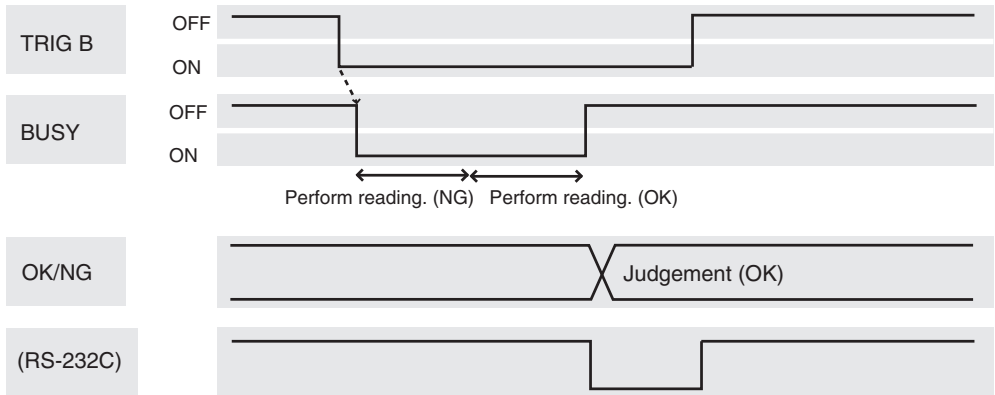 TRIG B
OFF
ON
BUSY
OFF
ON
Perform reading. (NG) Perform reading. (OK)
OK/NG
Judgement (OK)
(RS-232C)